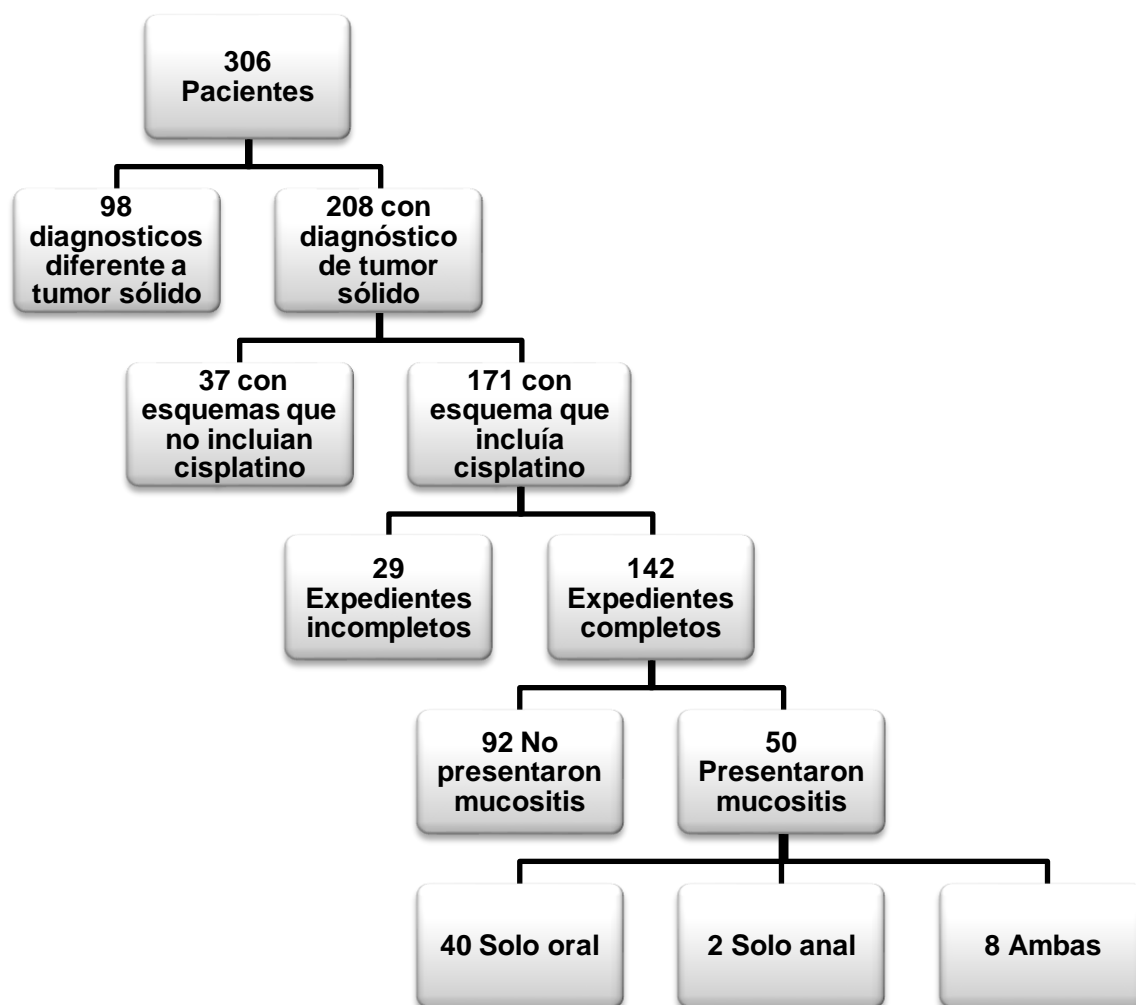 306
Pacientes
98
diagnosticos
diferente a
tumor sólido
208 con
diagnóstico
de tumor
sólido
37 con
esquemas que
no incluian
cisplatino
171 con
esquema que
incluía
cisplatino
29
Expedientes
incompletos
142
Expedientes
completos
92 No
presentaron
mucositis
50
Presentaron
mucositis
40 Solo oral
2 Solo anal
8 Ambas